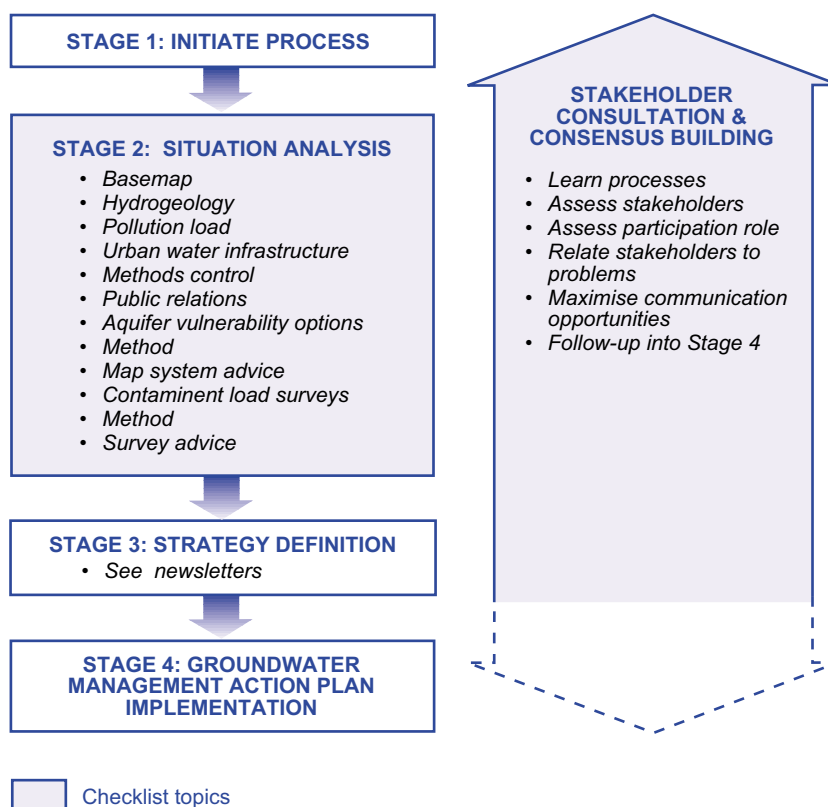 STAGE 1: INITIATE PROCESS
STAGE 2: SITUATION ANALYSIS
• Basemap
• Hydrogeology
• Pollution load
• Urban water infrastructure
• Methods control
• Public relations
• Aquifer vulnerability options
• Method
• Map system advice
• Contaminent load surveys
• Method
• Survey advice
STAGE 3: STRATEGY DEFINITION
• See newsletters
STAGE 4: GROUNDWATER
MANAGEMENT ACTION PLAN
IMPLEMENTATION
STAKEHOLDER
CONSULTATION &
CONSENSUS BUILDING
• Learn processes
• Assess stakeholders
• Assess participation role
• Relate stakeholders to
problems
• Maximise communication
opportunities
• Follow-up into Stage 4
Checklist topics